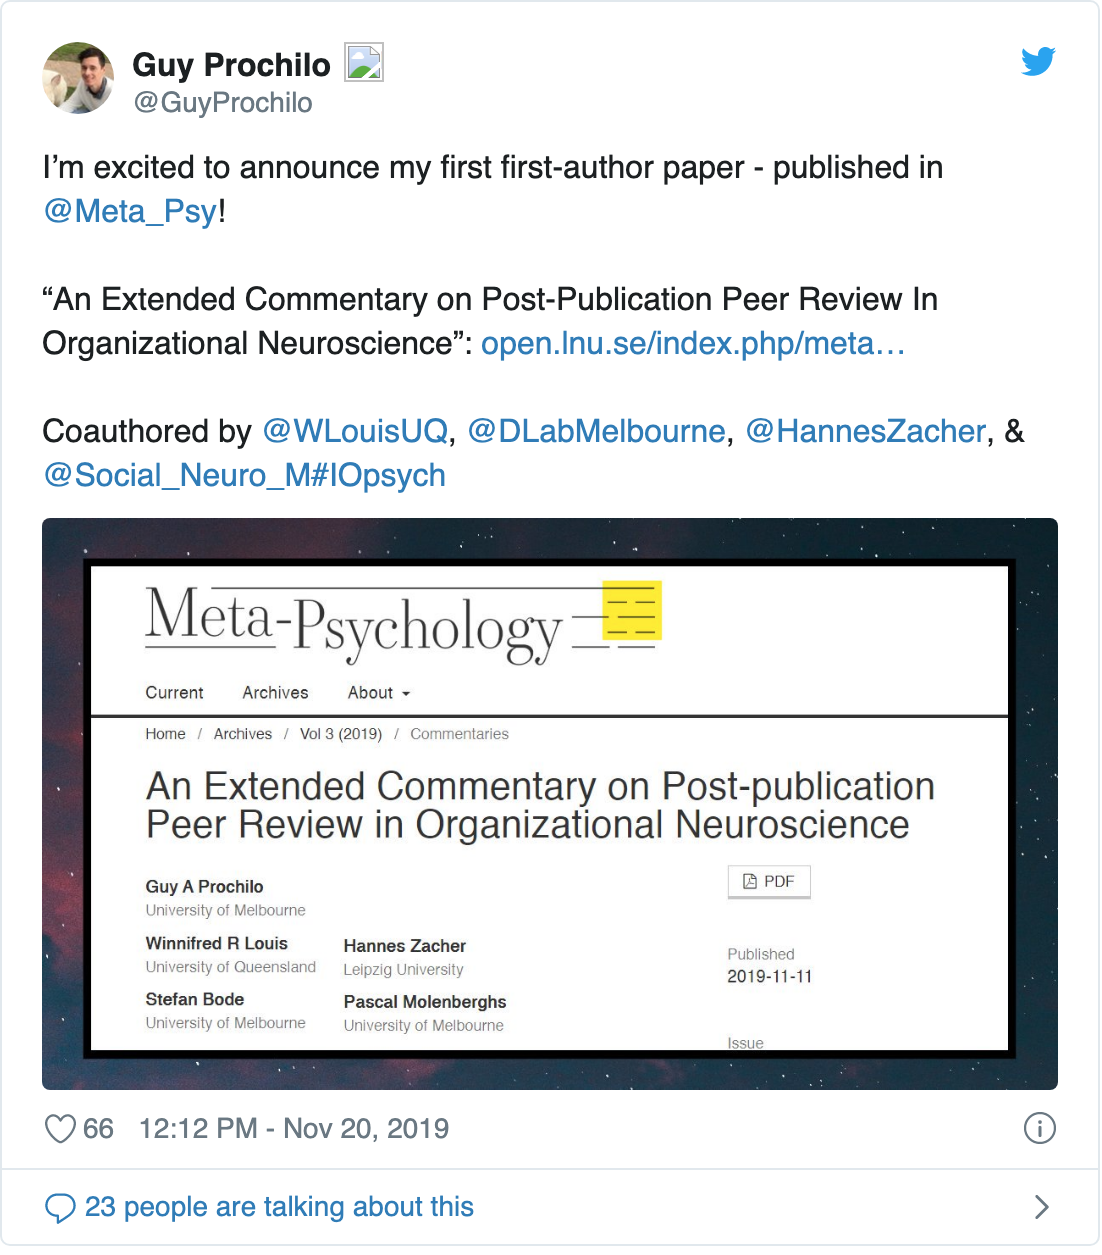 Guy Prochilo
@GuyProchilo
I’m excited to announce my first first-author paper - published in
@Meta_Psy!
“An Extended Commentary on Post-Publication Peer Review In
Organizational Neuroscience”: open.lnu.se/index.php/meta…
Coauthored by @WLouisUQ, @DLabMelbourne, @HannesZacher, &
@Social_Neuro_M#IOpsych
Meta-Psychology
Current Archives About
Home / Archives / Vol 3 (2019) / Commentaries
An Extended Commentary on Post-publication
Peer Review in Organizational Neuroscience
Guy A Prochilo
University of Melbourne
Winnifred R Louis
University of Queensland
Hannes Zacher
Leipzig University
Stefan Bode
University of Melbourne
Pascal Molenberghs
University of Melbourne
PDF
Published
2019-11-11
Issue
66 12:12 PM - Nov 20, 2019
23 people are talking about this